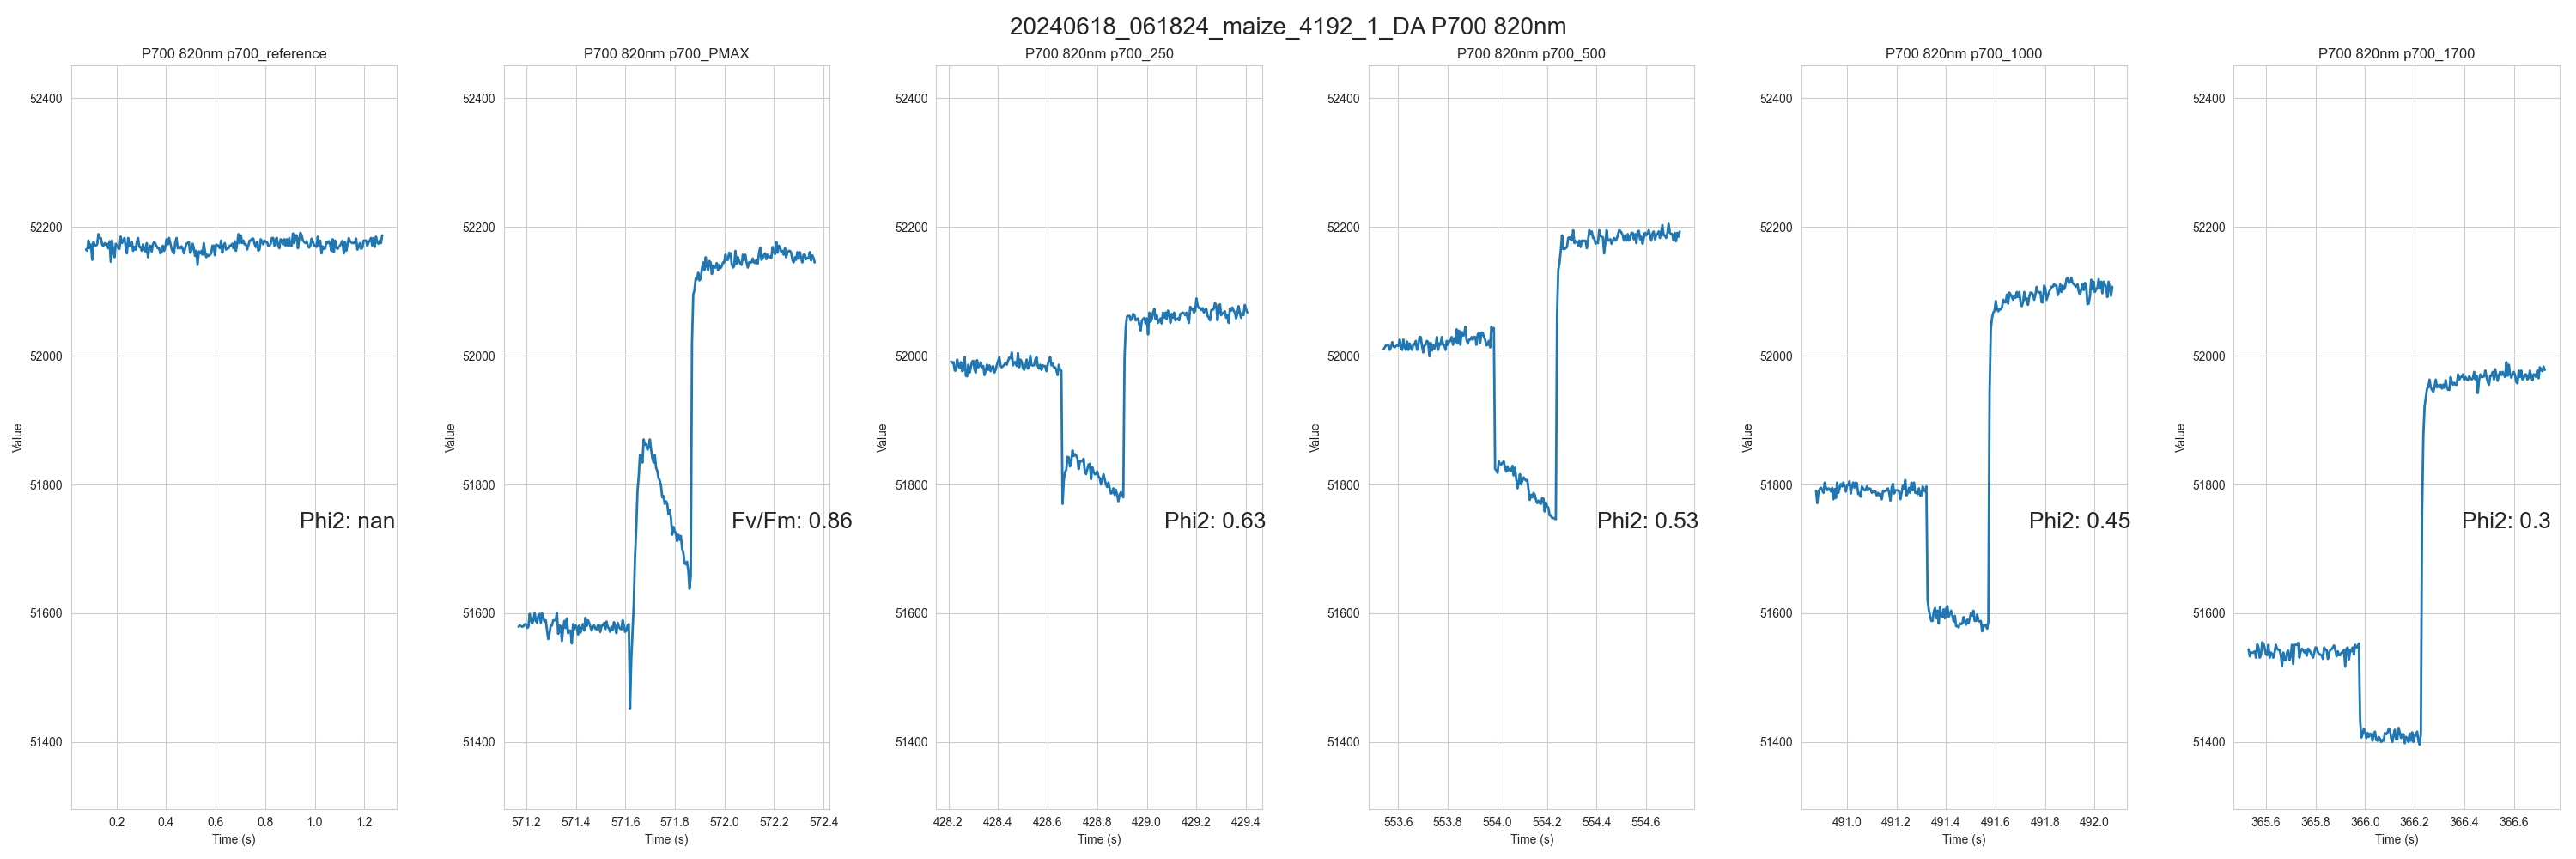 20240618_061824_maize_4192_1_DA P700 820nm
P700 820nm p700_reference
52400
52200
52000
51800
51600
51400
Value
Phi2: nan
0.2 0.4 0.6 0.8 1.0 1.2
Time (s)
P700 820nm p700_PMAX
52400
52200
52000
51800
51600
51400
Value
Fv/Fm: 0.86
571.2 571.4 571.6 571.8 572.0 572.2 572.4
Time (s)
P700 820nm p700_250
52400
52200
52000
51800
51600
51400
Value
Phi2: 0.63
428.2 428.4 428.6 428.8 429.0 429.2 429.4
Time (s)
P700 820nm p700_500
52400
52200
52000
51800
51600
51400
Value
Phi2: 0.53
553.6 553.8 554.0 554.2 554.4 554.6
Time (s)
P700 820nm p700_1000
52400
52200
52000
51800
51600
51400
Value
Phi2: 0.45
491.0 491.2 491.4 491.6 491.8 492.0
Time (s)
P700 820nm p700_1700
52400
52200
52000
51800
51600
51400
Value
Phi2: 0.3
365.6 365.8 366.0 366.2 366.4 366.6
Time (s)